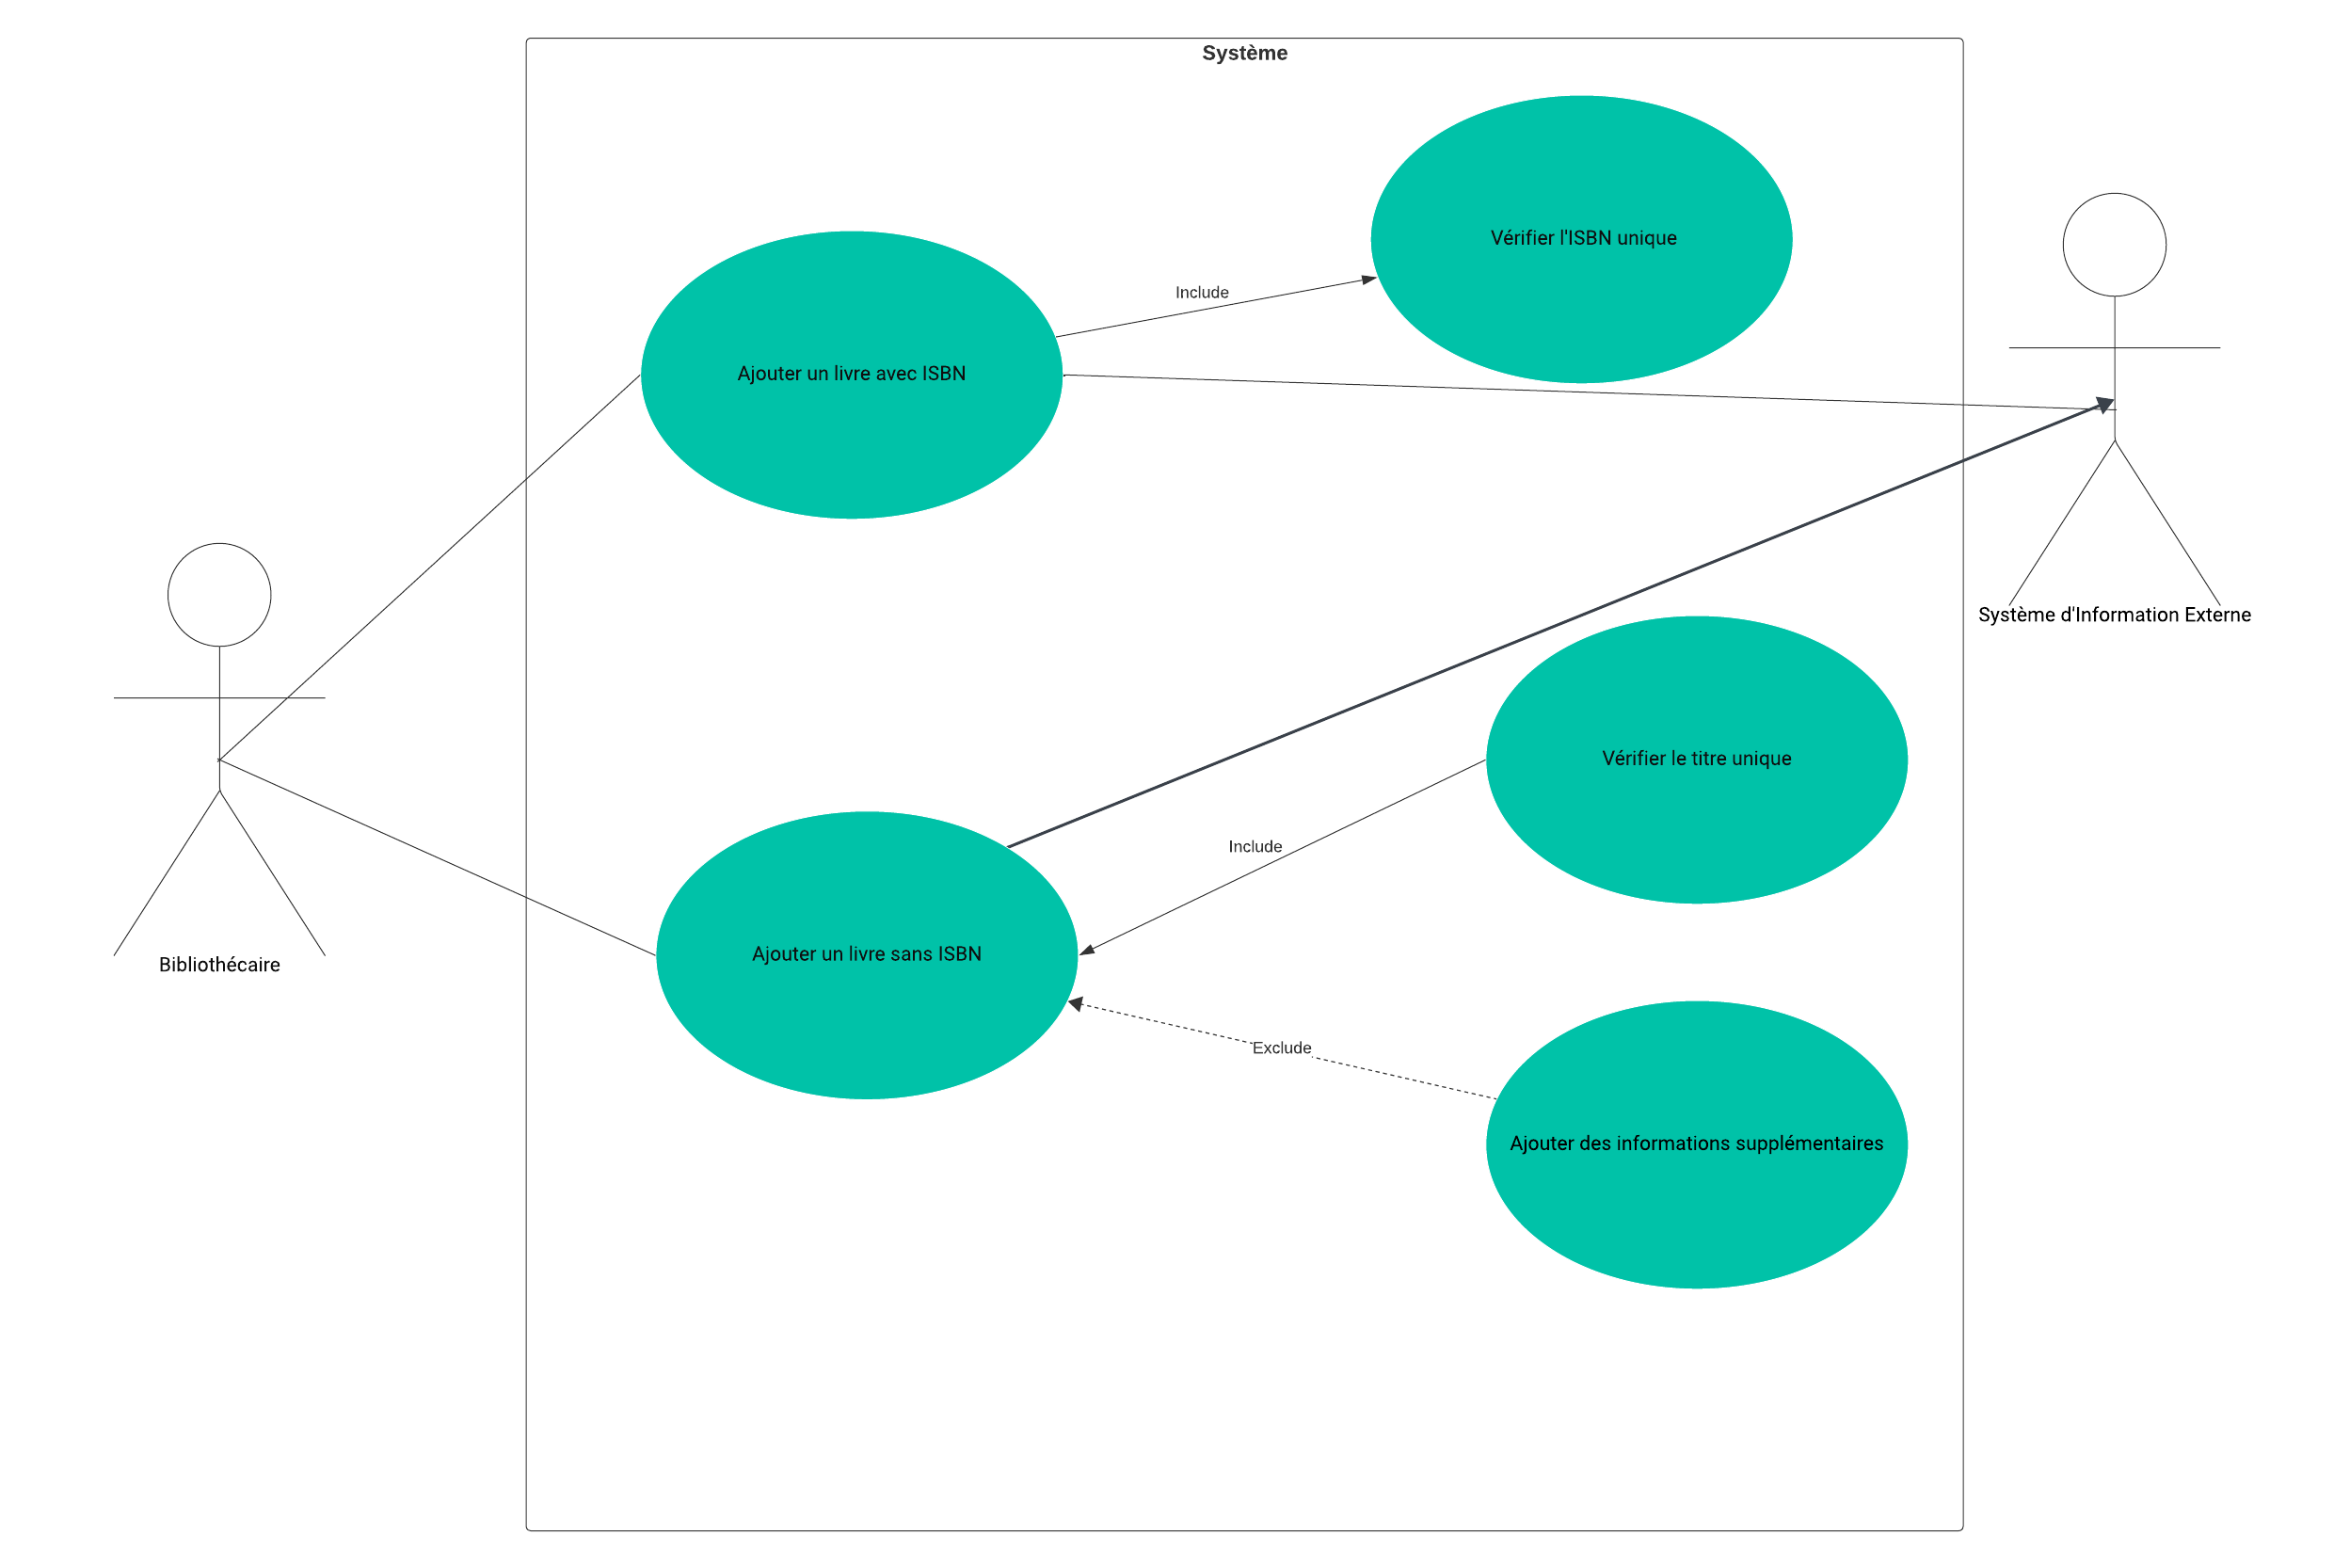 Système
Vérifier l'ISBN unique
Include
Ajouter un livre avec ISBN
Système d'Information Externe
Vérifier le titre unique
Include
Ajouter un livre sans ISBN
Bibliothécaire
Exclude
Ajouter des informations supplémentaires